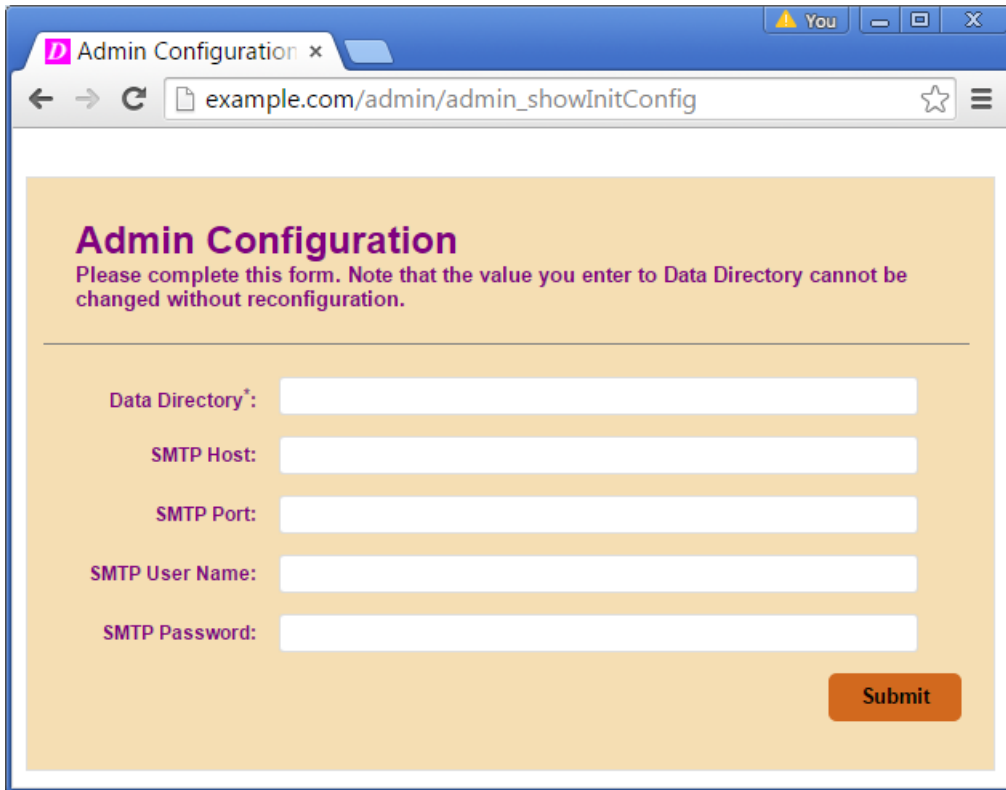 You
D Admin Configuration
example.com/admin/admin_showInitConfig
Admin Configuration
Please complete this form. Note that the value you enter to Data Directory cannot be
changed without reconfiguration.
Data Directory*:
SMTP Host:
SMTP Port:
SMTP User Name:
SMTP Password:
Submit